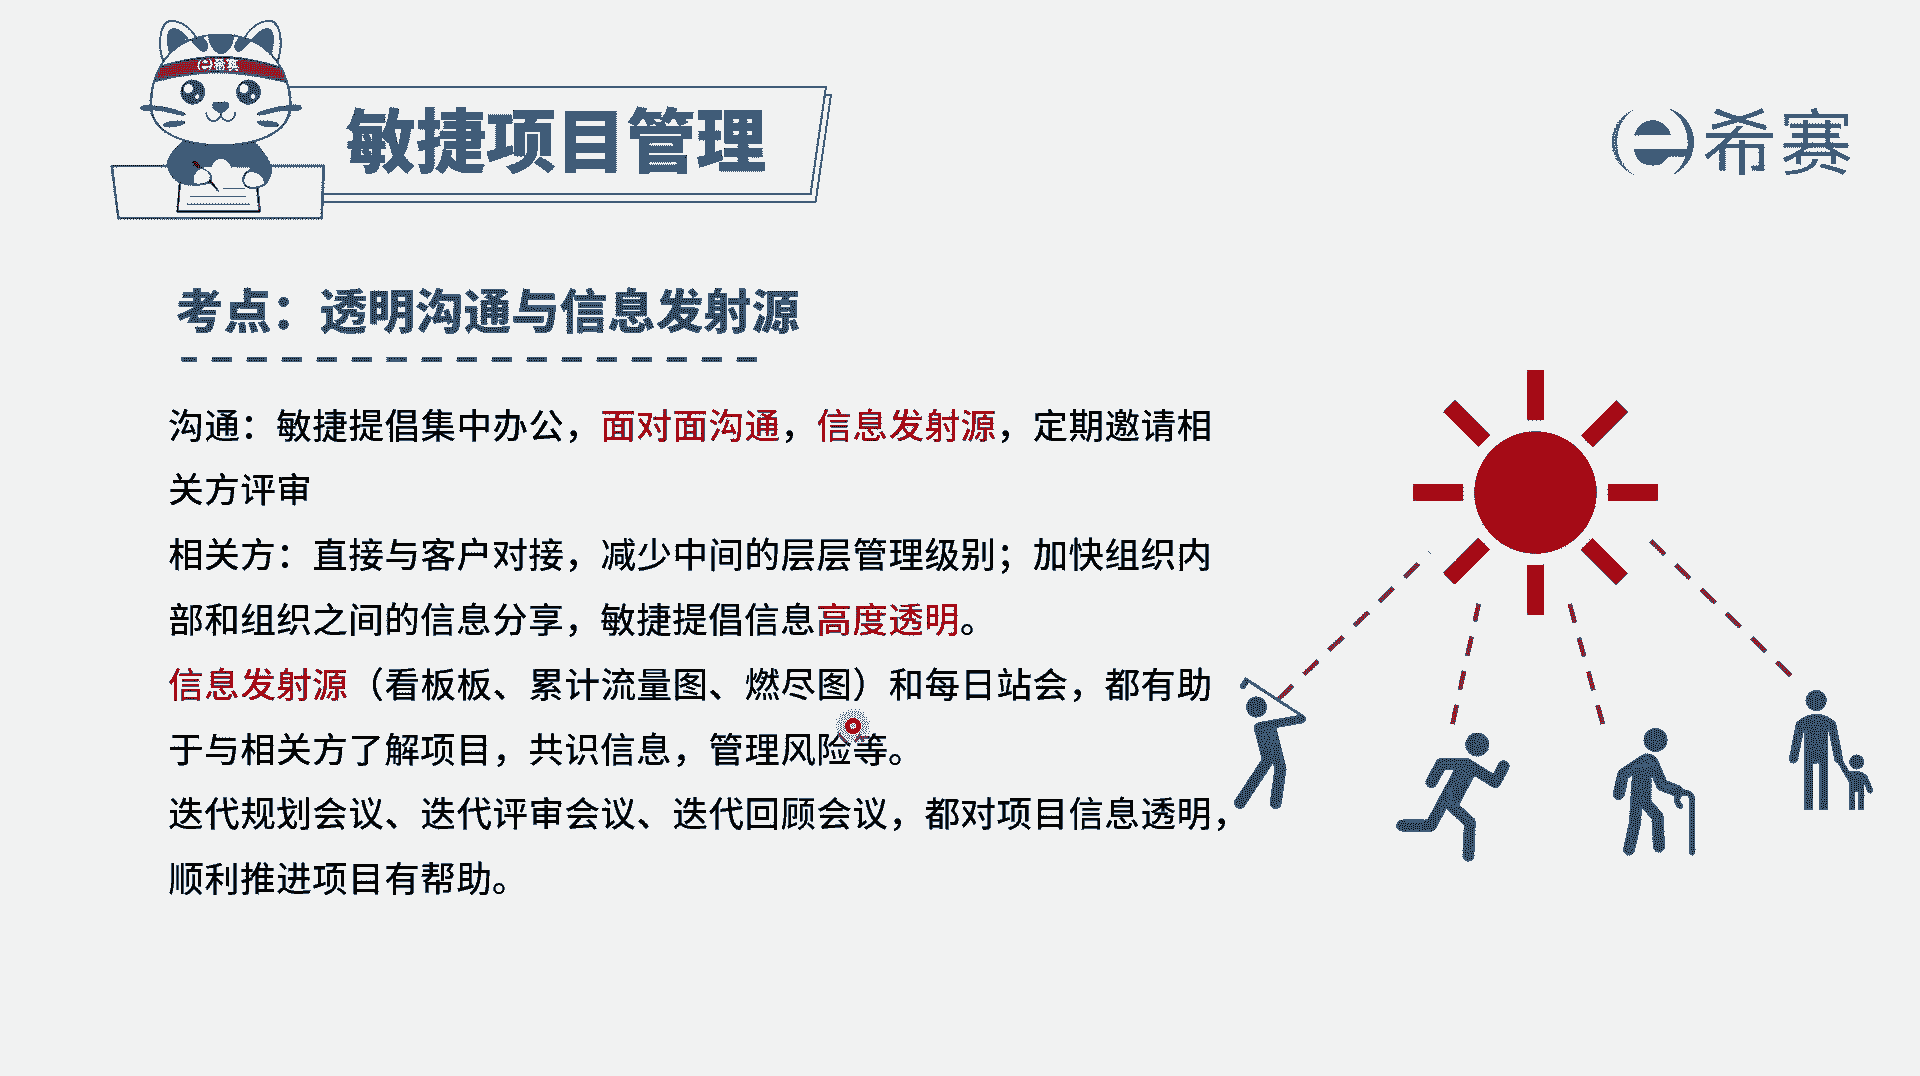 希赛
敏捷项目管理
希赛
考点：透明沟通与信息发射源
沟通：敏捷提倡集中办公，面对面沟通，信息发射源，定期邀请相
关方评审
相关方：直接与客户对接，减少中间的层层管理级别；加快组织内
部和组织之间的信息分享，敏捷提倡信息高度透明。
信息发射源（看板板、累计流量图、燃尽图）和每日站会，都有助
于与相关方了解项目，共识信息，管理风险等。
迭代规划会议、迭代评审会议、迭代回顾会议，都对项目信息透明，
顺利推进项目有帮助。